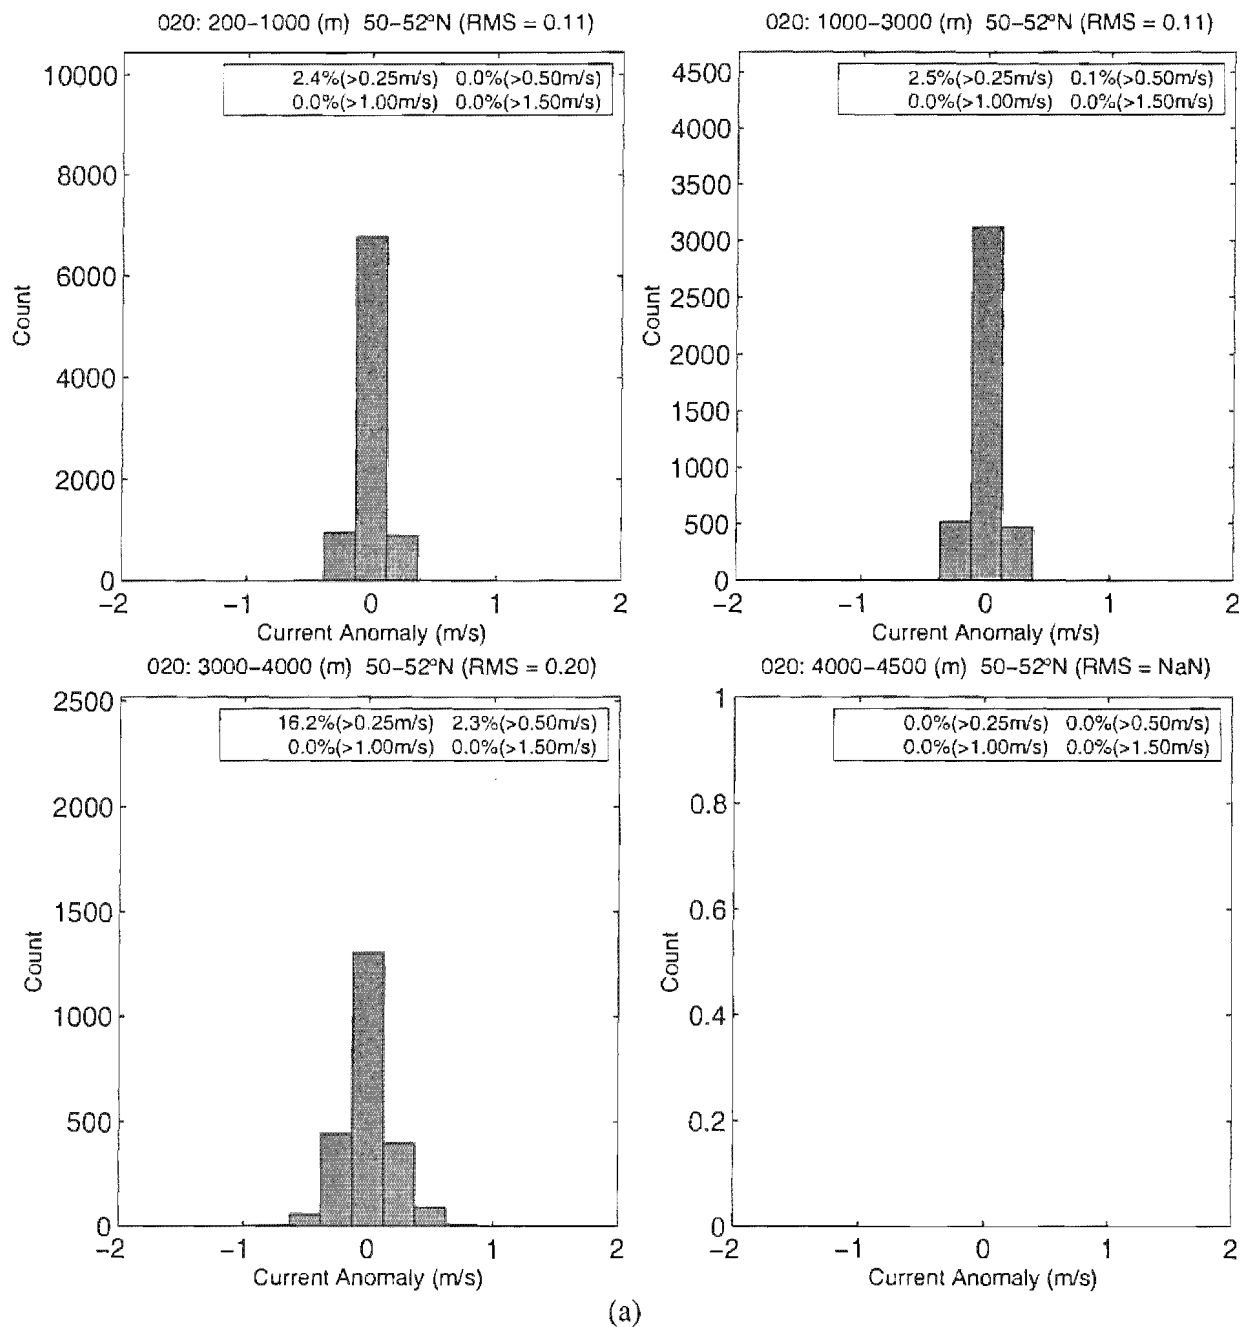 020: 200–1000 (m) 50–52ºN (RMS = 0.11)
2.4%(>0.25m/s) 0.0%(>0.50m/s)
0.0%(>1.00m/s) 0.0%(>1.50m/s)
10000
8000
6000
4000
2000
0
Count
−2 −1 0 1 2
Current Anomaly (m/s)
020: 1000–3000 (m) 50–52ºN (RMS = 0.11)
2.5%(>0.25m/s) 0.1%(>0.50m/s)
0.0%(>1.00m/s) 0.0%(>1.50m/s)
4500
4000
3500
3000
2500
2000
1500
1000
500
0
Count
−2 −1 0 1 2
Current Anomaly (m/s)
020: 3000–4000 (m) 50–52ºN (RMS = 0.20)
16.2%(>0.25m/s) 2.3%(>0.50m/s)
0.0%(>1.00m/s) 0.0%(>1.50m/s)
2500
2000
1500
1000
500
0
Count
−2 −1 0 1 2
Current Anomaly (m/s)
020: 4000–4500 (m) 50–52ºN (RMS = NaN)
0.0%(>0.25m/s) 0.0%(>0.50m/s)
0.0%(>1.00m/s) 0.0%(>1.50m/s)
1
0.8
0.6
0.4
0.2
0
Count
−2 −1 0 1 2
Current Anomaly (m/s)
(a)